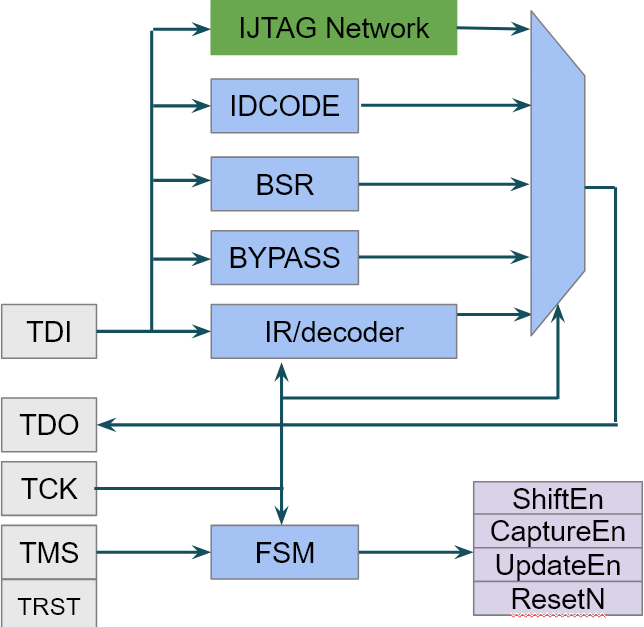 IJTAG Network
IDCODE
BSR
BYPASS
TDI
IR/decoder
TDO
TCK
TMS
FSM
TRST
ShiftEn
CaptureEn
UpdateEn
ResetN